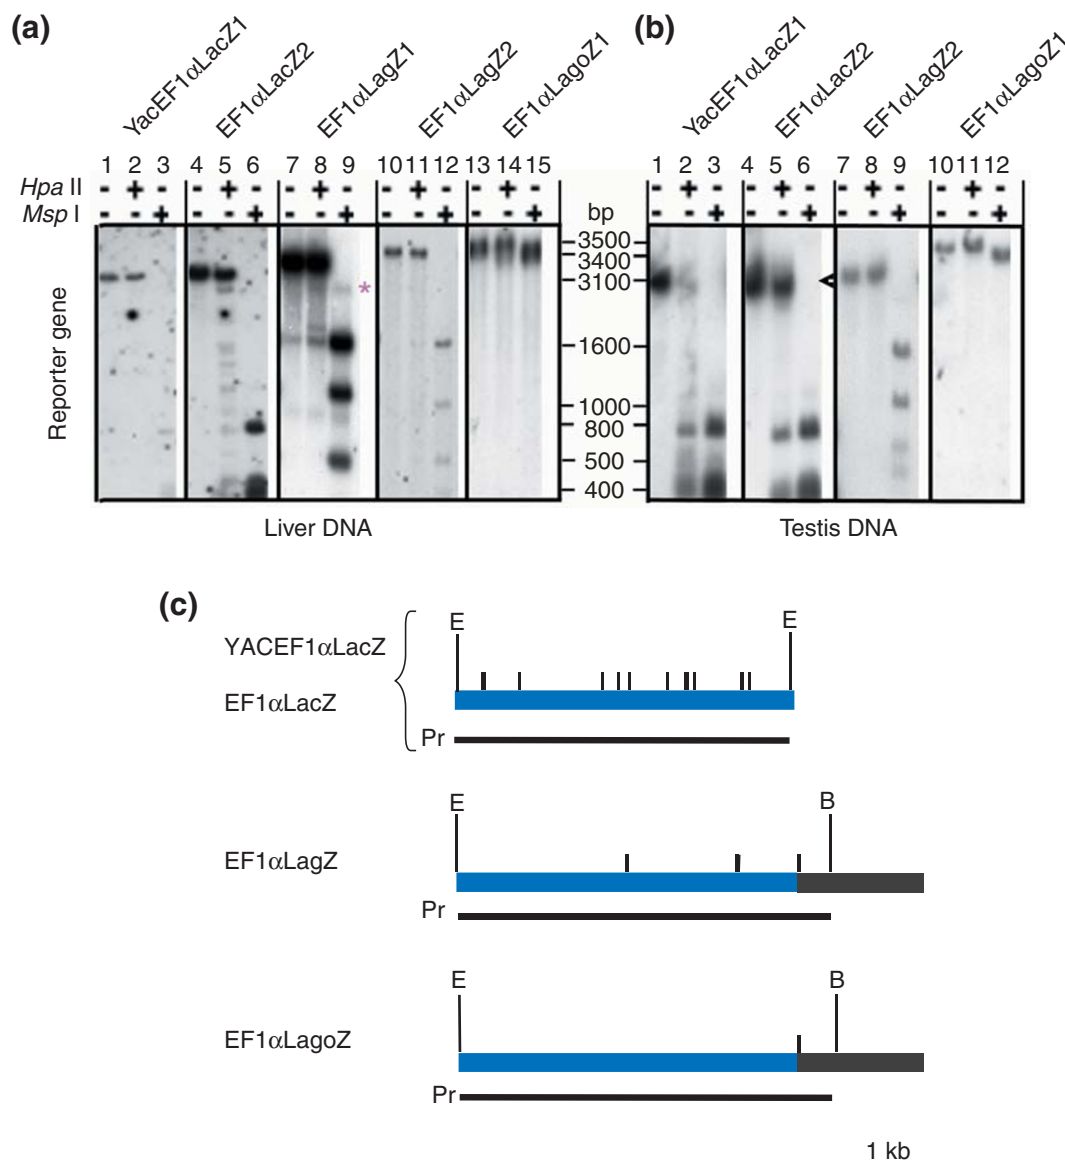 (a)
(b)
YacEF1αLacZ1
EF1αLacZ2
EF1αLagZ1
EF1αLagZ2
EF1αLagoZ1
YacEF1αLacZ1
EF1αLacZ2
EF1αLagZ2
EF1αLagoZ1
1 2 3 4 5 6 7 8 9 10 11 12 13 14 15
1 2 3 4 5 6 7 8 9 10 11 12
Hpa II - + - - + - - + - - + - - + -
- + - - + - - + - - + -
Msp I - - + - - + - - + - - + - - +
- - + - - + - - + - - +
bp
3500
3400
3100
1600
1000
800
500
400
*
Reporter gene
Liver DNA
Testis DNA
(c)
E E
YACEF1αLacZ
EF1αLacZ
Pr
E B
EF1αLagZ
Pr
E B
EF1αLagoZ
Pr
1 kb